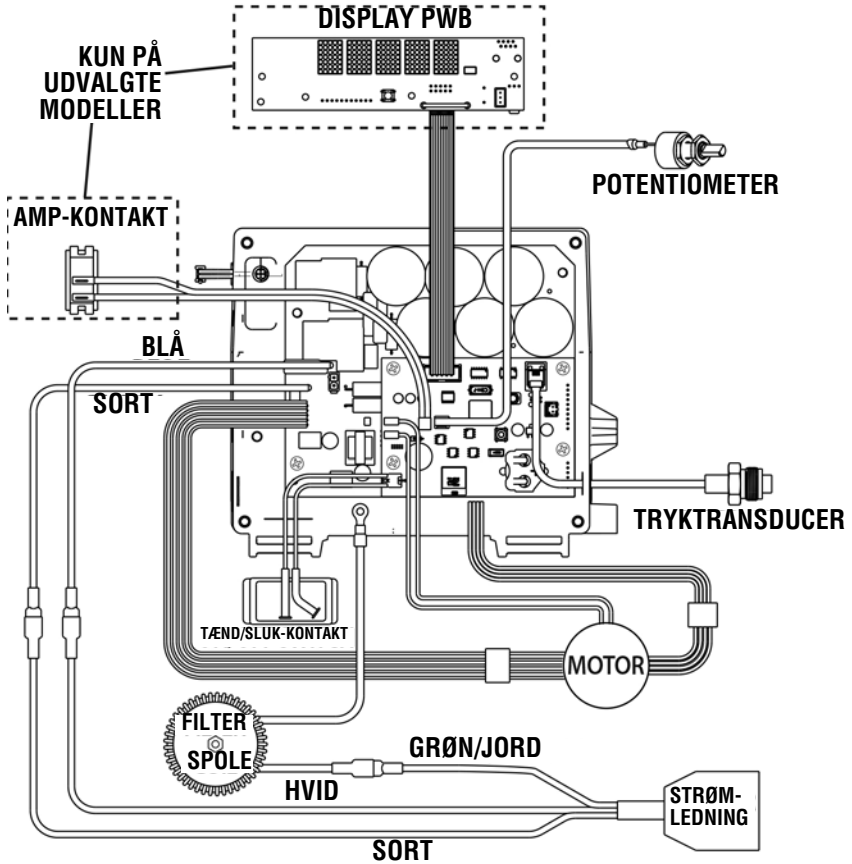 DISPLAY PWB
KUN PÅ
UDVALGTE
MODELLER
POTENTIOMETER
AMP-KONTAKT
BLÅ
SORT
TRYKTRANSDUCER
TÆND/SLUK-KONTAKT
MOTOR
FILTER
SPOLE
GRØN/JORD
HVID
STRØM-
LEDNING
SORT